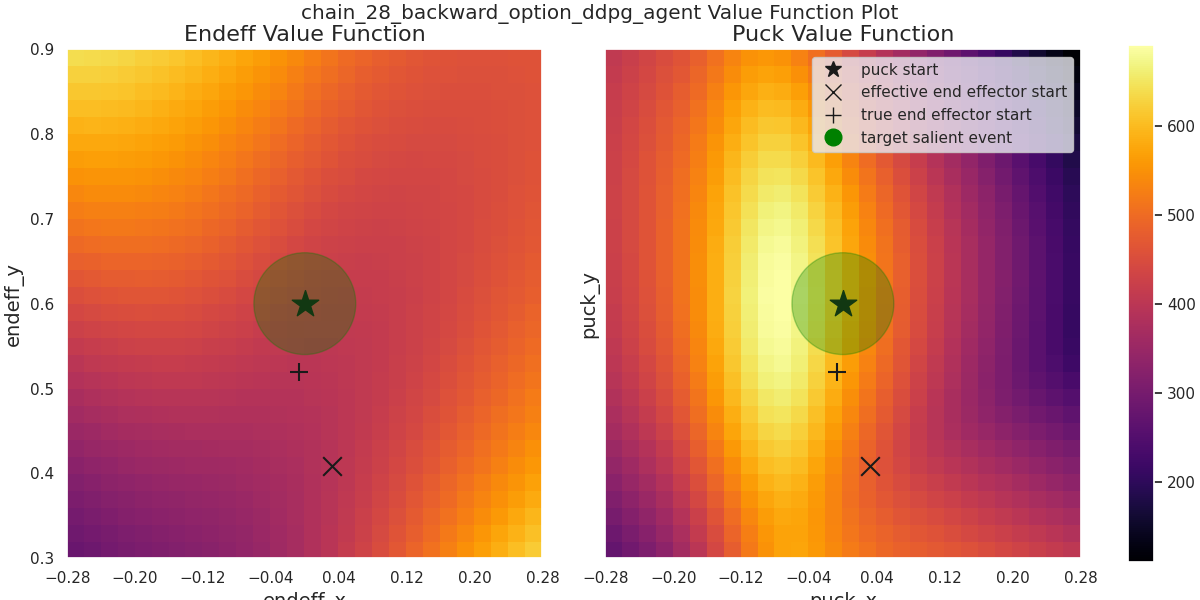 chain_28_backward_option_ddpg_agent Value Function Plot
Endeff Value Function
Puck Value Function
0.9
0.8
0.7
0.6
0.5
0.4
0.3
endeff_y
−0.28 −0.20 −0.12 −0.04 0.04 0.12 0.20 0.28
endeff_x
puck_y
puck start
effective end effector start
true end effector start
target salient event
−0.28 −0.20 −0.12 −0.04 0.04 0.12 0.20 0.28
puck_x
600
500
400
300
200